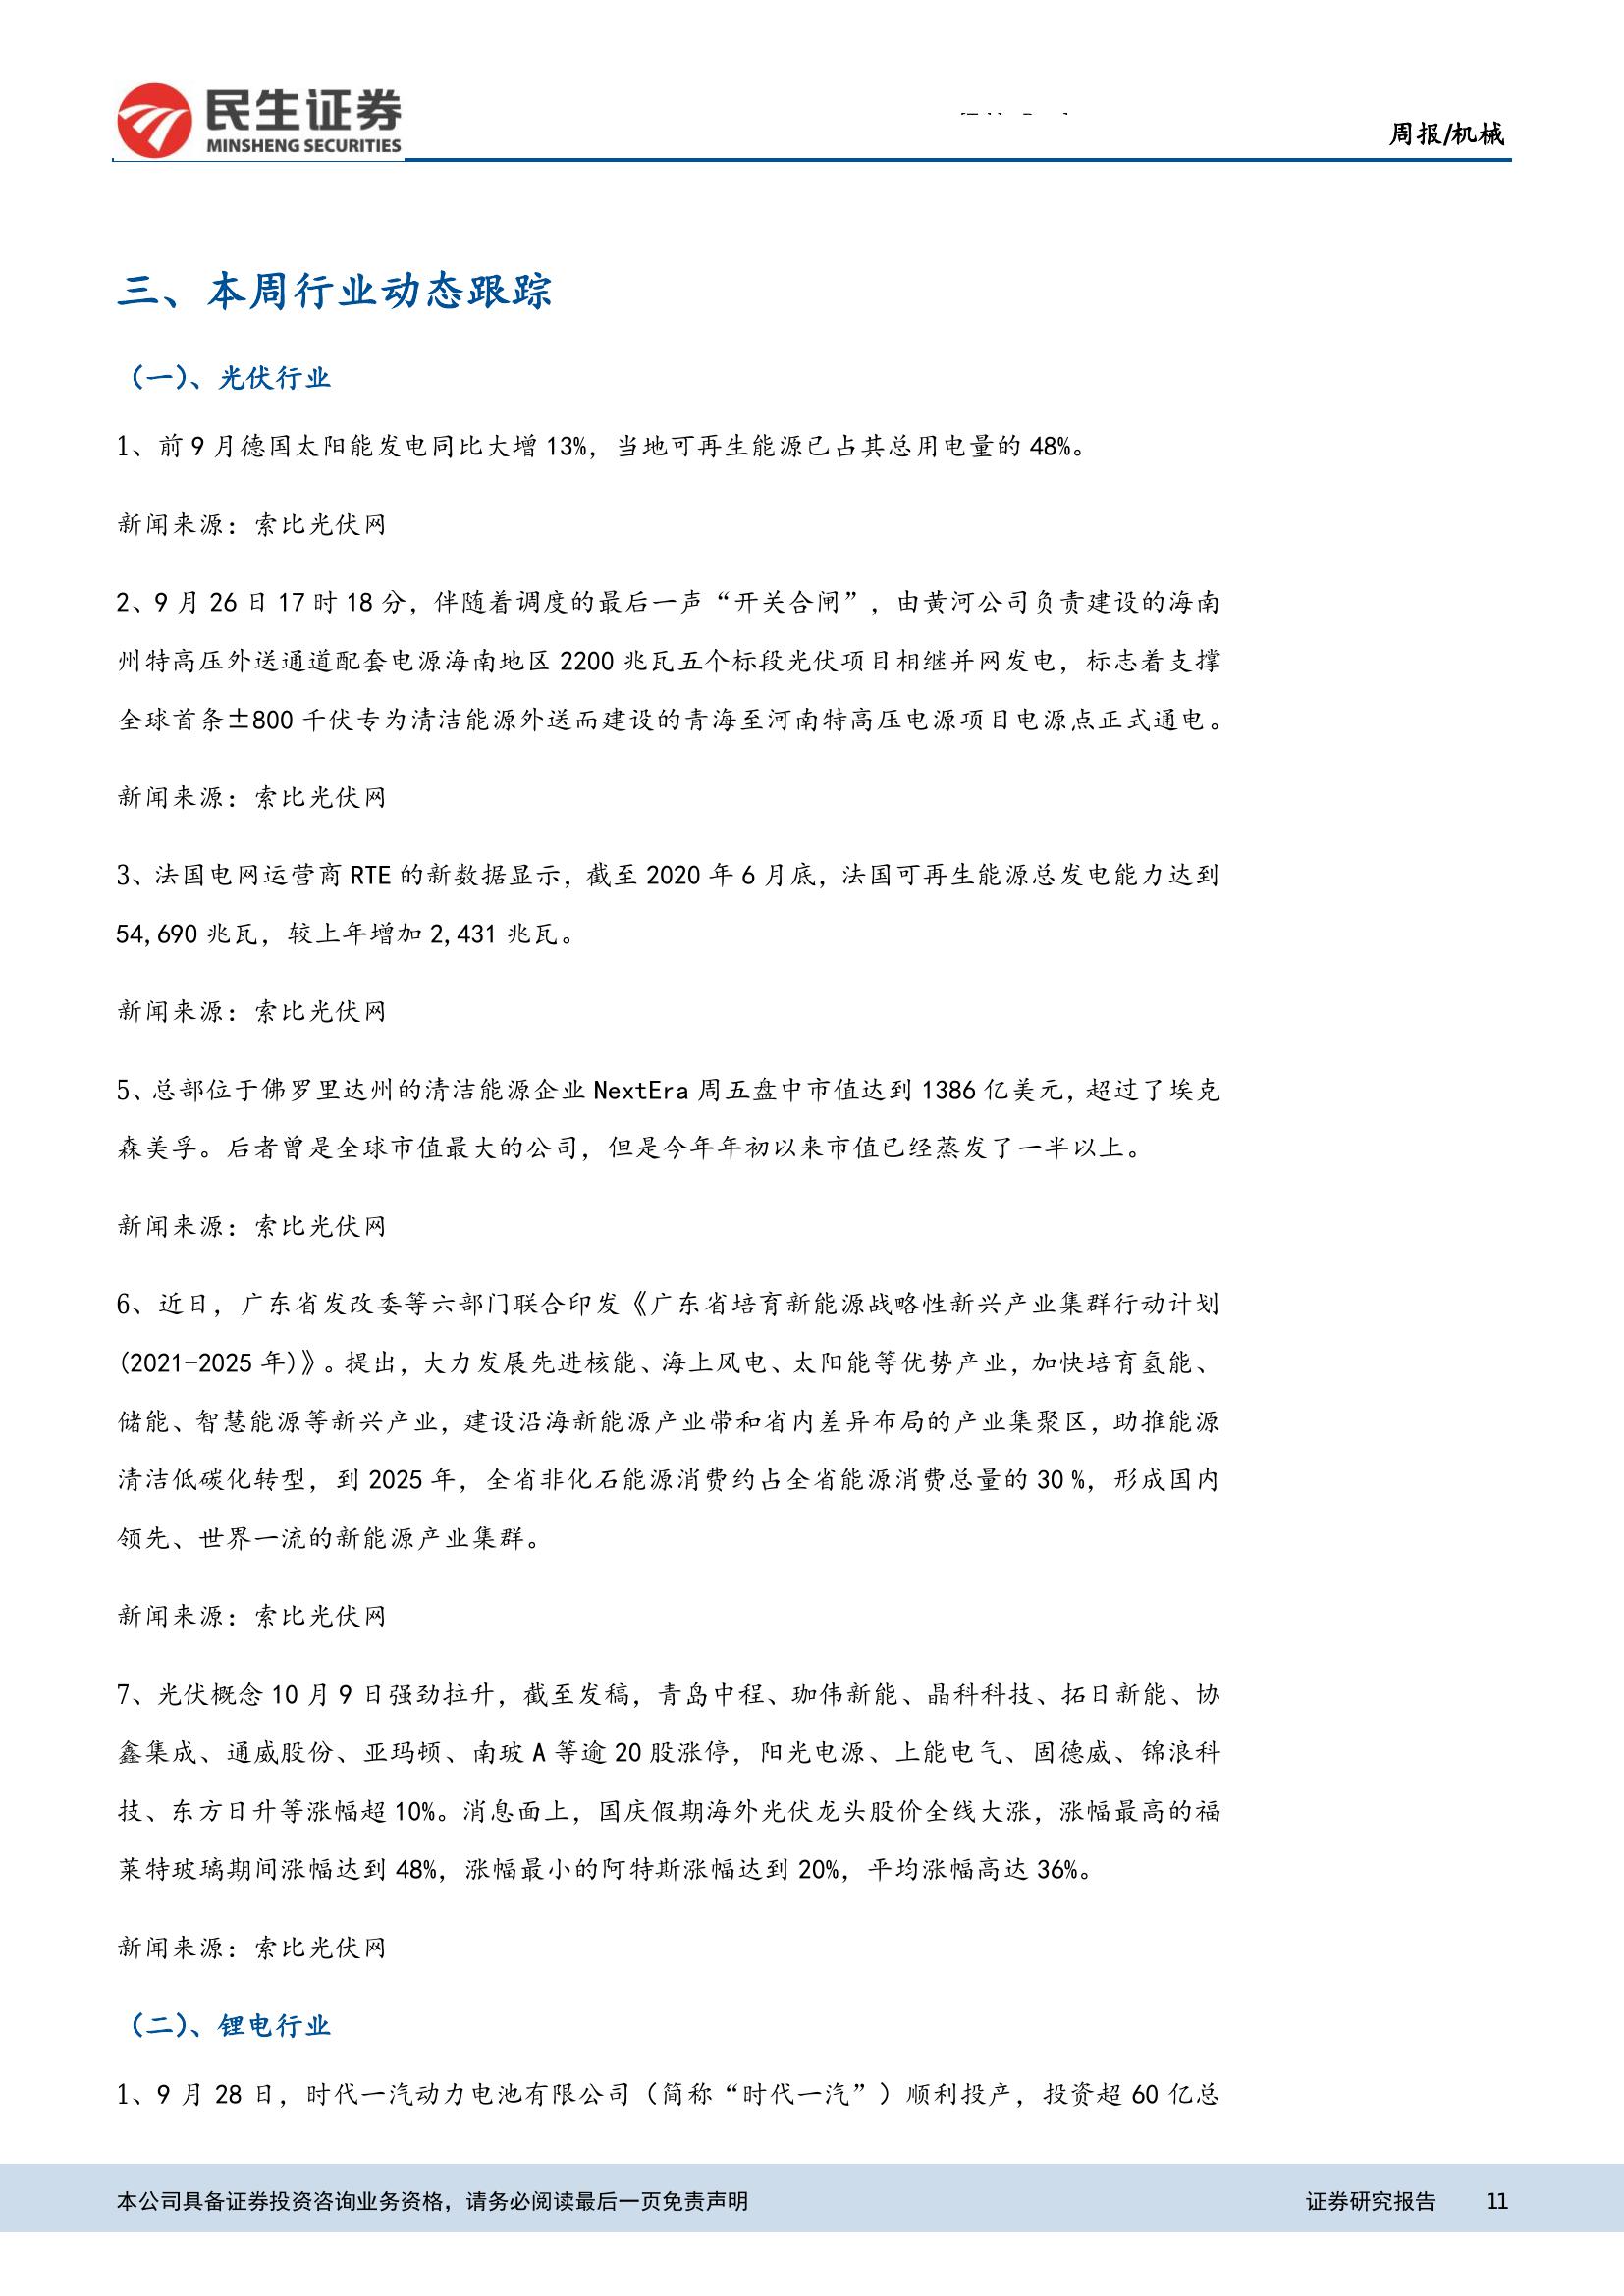 民生证券
MINSHENG SECURITIES
周报/机械
三、本周行业动态跟踪
（一）、光伏行业
1、前 9 月德国太阳能发电同比大增 13%，当地可再生能源已占其总用电量的 48%。
新闻来源：索比光伏网
2、9 月 26 日 17 时 18 分，伴随着调度的最后一声“开关合闸”，由黄河公司负责建设的海南
州特高压外送通道配套电源海南地区 2200 兆瓦五个标段光伏项目相继并网发电，标志着支撑
全球首条±800 千伏专为清洁能源外送而建设的青海至河南特高压电源项目电源点正式通电。
新闻来源：索比光伏网
3、法国电网运营商 RTE 的新数据显示，截至 2020 年 6 月底，法国可再生能源总发电能力达到
54,690 兆瓦，较上年增加 2,431 兆瓦。
新闻来源：索比光伏网
5、总部位于佛罗里达州的清洁能源企业 NextEra 周五盘中市值达到 1386 亿美元，超过了埃克
森美孚。后者曾是全球市值最大的公司，但是今年年初以来市值已经蒸发了一半以上。
新闻来源：索比光伏网
6、近日，广东省发改委等六部门联合印发《广东省培育新能源战略性新兴产业集群行动计划
(2021-2025 年)》。提出，大力发展先进核能、海上风电、太阳能等优势产业，加快培育氢能、
储能、智慧能源等新兴产业，建设沿海新能源产业带和省内差异布局的产业集聚区，助推能源
清洁低碳化转型，到 2025 年，全省非化石能源消费约占全省能源消费总量的 30 %，形成国内
领先、世界一流的新能源产业集群。
新闻来源：索比光伏网
7、光伏概念 10 月 9 日强劲拉升，截至发稿，青岛中程、珈伟新能、晶科科技、拓日新能、协
鑫集成、通威股份、亚玛顿、南玻 A 等逾 20 股涨停，阳光电源、上能电气、固德威、锦浪科
技、东方日升等涨幅超 10%。消息面上，国庆假期海外光伏龙头股价全线大涨，涨幅最高的福
莱特玻璃期间涨幅达到 48%，涨幅最小的阿特斯涨幅达到 20%，平均涨幅高达 36%。
新闻来源：索比光伏网
（二）、锂电行业
1、9 月 28 日，时代一汽动力电池有限公司（简称“时代一汽”）顺利投产，投资超 60 亿总
本公司具备证券投资咨询业务资格，请务必阅读最后一页免责声明
证券研究报告 11